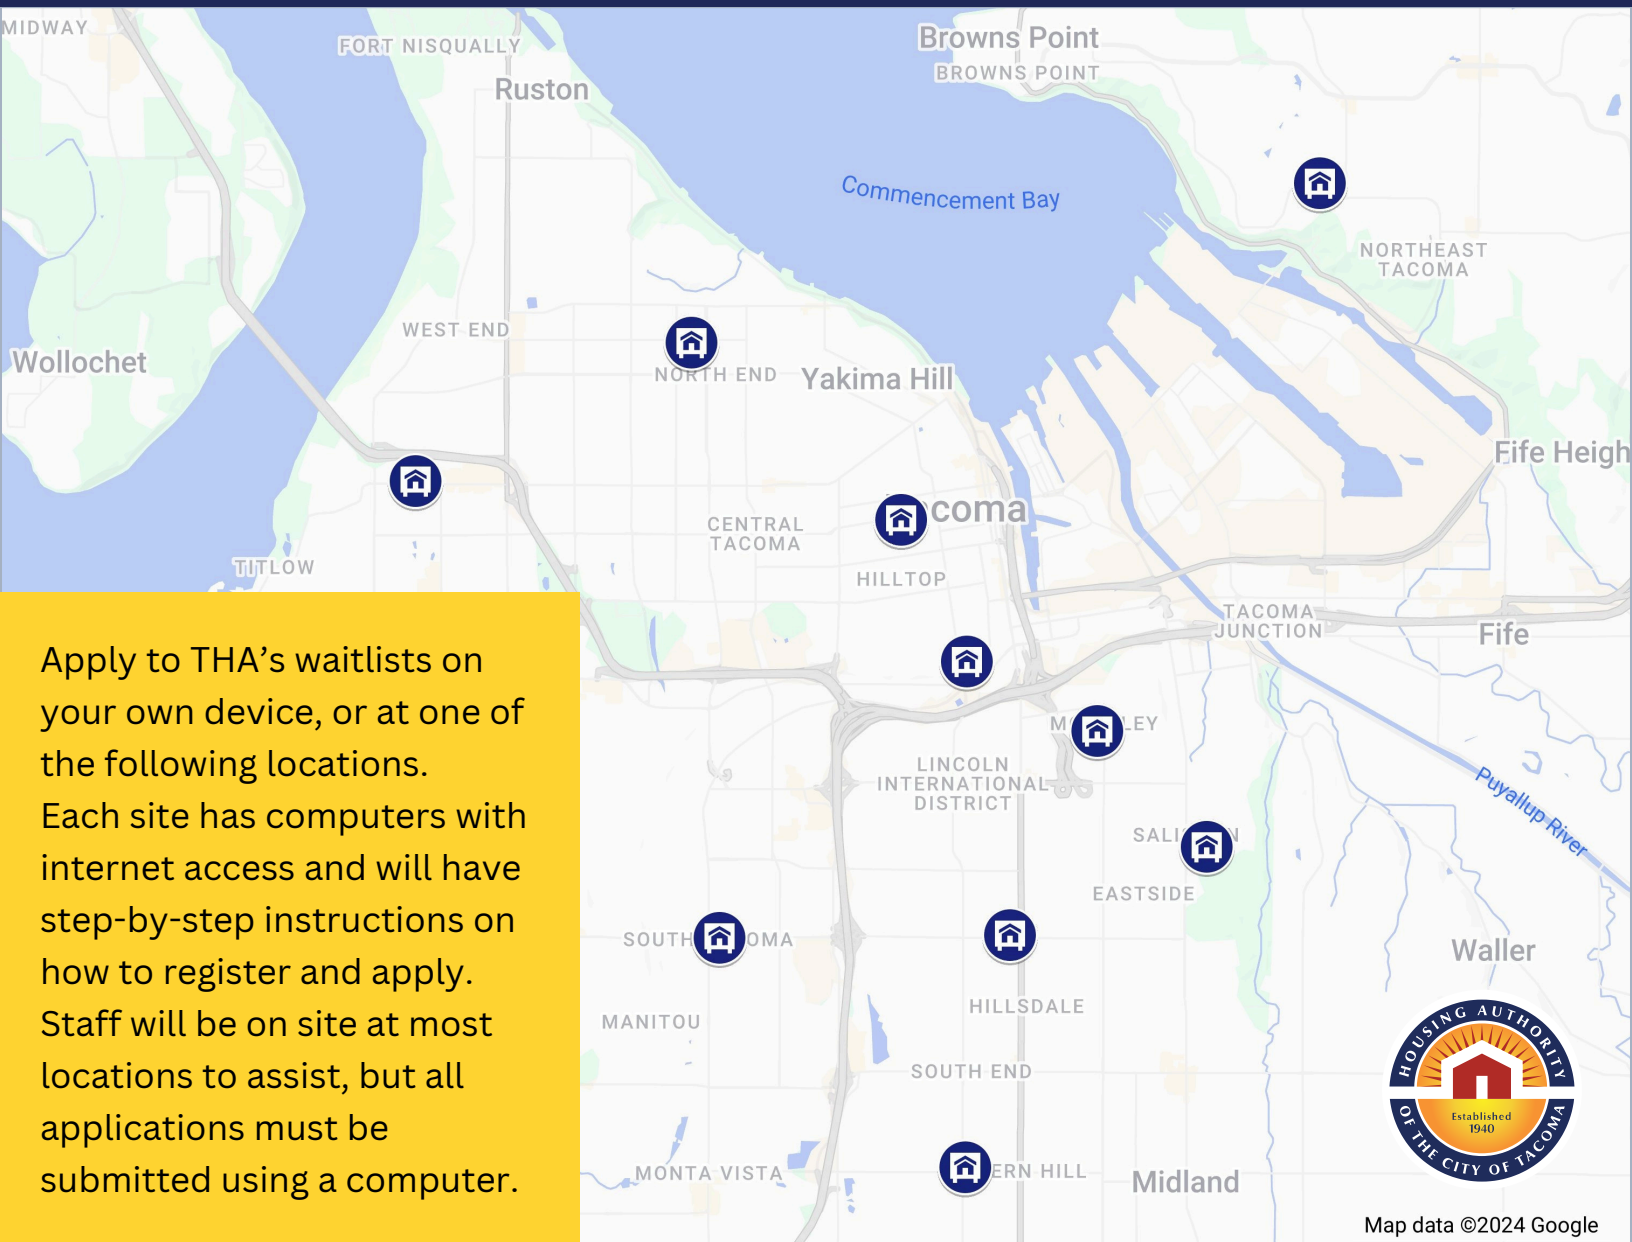 MIDWAY
FORT NISQUALLY
Ruston
Browns Point
BROWNS POINT
Commencement Bay
NORTHEAST
TACOMA
WEST END
Wollochet
NORTH END
Yakima Hill
Fife Heigh
coma
CENTRAL
TACOMA
HILLTOP
TITLOW
TACOMA
JUNCTION
Fife
Apply to THA’s waitlists on
your own device, or at one of
the following locations.
Each site has computers with
internet access and will have
step-by-step instructions on
how to register and apply.
Staff will be on site at most
locations to assist, but all
applications must be
submitted using a computer.
M LEY
LINCOLN
INTERNATIONAL
DISTRICT
Puyallup River
SALIS N
EASTSIDE
SOUTH OMA
Waller
HILLSDALE
MANITOU
SOUTH END
MONTA VISTA
ERN HILL
Midland
HOUSING AUTHORITY
Established
1940
OF THE CITY OF TACOMA
Map data ©2024 Google